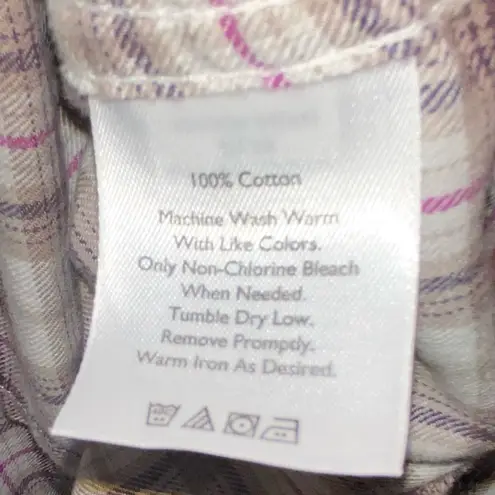 100% Cotton
Machine Wash Warm
With Like Colors.
Only Non-Chlorine Bleach
When Needed.
Tumble Dry Low.
Remove Promptly.
Warm Iron As Desired.